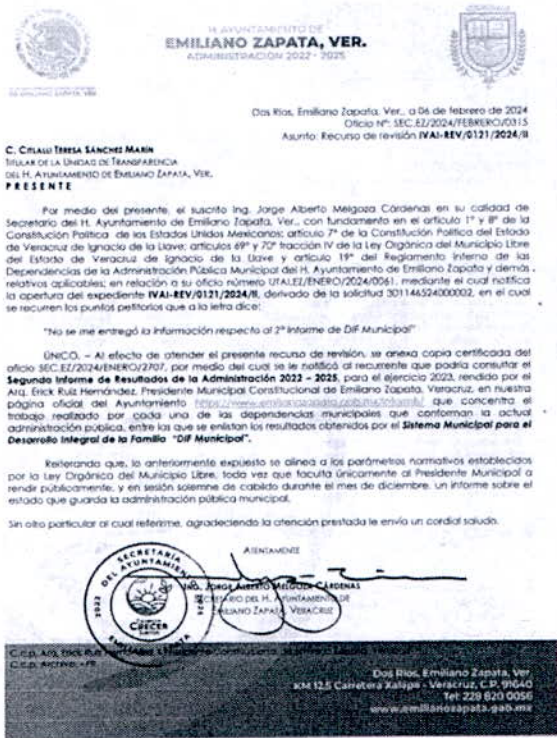 H. AYUNTAMIENTO DE
EMILIANO ZAPATA, VER.
ADMINISTRACIÓN 2022 - 2025
Dos Ríos, Emiliano Zapata, Ver., a 06 de febrero de 2024
Oficio N°: SEC.EZ/2024/FEBRERO/0315
Asunto: Recurso de revisión IVAI-REV/0121/2024/II
C. CITLALLI TERESA SÁNCHEZ MARÍN
TITULAR DE LA UNIDAD DE TRANSPARENCIA
DEL H. AYUNTAMIENTO DE EMILIANO ZAPATA, VER.
P R E S E N T E
Por medio del presente, el suscrito Ing. Jorge Alberto Melgoza Cárdenas en su calidad de
Secretario del H. Ayuntamiento de Emiliano Zapata, Ver., con fundamento en el artículo 1° y 8° de la
Constitución Política de los Estados Unidos Mexicanos; artículo 7° de la Constitución Política del Estado
de Veracruz de Ignacio de la Llave; artículos 69° y 70° fracción IV de la Ley Orgánica del Municipio Libre
del Estado de Veracruz de Ignacio de la Llave y artículo 19° del Reglamento Interno de las
Dependencias de la Administración Pública Municipal del H. Ayuntamiento de Emiliano Zapata y demás
relativos aplicables; en relación a su oficio número UTALEZ/ENERO/2024/0061, mediante el cual notifica
la apertura del expediente IVAI-REV/0121/2024/II, derivado de la solicitud 301146524000002, en el cual
se recurren los puntos petitorios que a la letra dice:
"No se me entregó la información respecto al 2° Informe de DIF Municipal"
ÚNICO. – Al efecto de atender el presente recurso de revisión, se anexa copia certificada del
oficio SEC.EZ/2024/ENERO/2707, por medio del cual se le notificó al recurrente que podría consultar el
Segundo Informe de Resultados de la Administración 2022 – 2025, para el ejercicio 2023, rendido por el
Arq. Erick Ruíz Hernández, Presidente Municipal Constitucional de Emiliano Zapata, Veracruz, en nuestra
página oficial del Ayuntamiento que concentra el
trabajo realizado por cada una de las dependencias municipales que conforman la actual
administración pública, entre las que se enlistan los resultados obtenidos por el Sistema Municipal para el
Desarrollo Integral de la Familia "DIF Municipal".
Reiterando que, lo anteriormente expuesto se alinea a los parámetros normativos establecidos
por la Ley Orgánica del Municipio Libre, toda vez que faculta únicamente al Presidente Municipal a
rendir públicamente, y en sesión solemne de cabildo durante el mes de diciembre, un informe sobre el
estado que guarda la administración pública municipal.
Sin otro particular al cual referirme, agradeciendo la atención prestada le envío un cordial saludo.
ATENTAMENTE
ING. JORGE ALBERTO MELGOZA CÁRDENAS
SECRETARIO DEL H. AYUNTAMIENTO DE
EMILIANO ZAPATA, VERACRUZ
SECRETARÍA
DEL AYUNTAMIENTO
2022
2025
CRECER
EMILIANO ZAPATA
C.c.p. Arq. Erick Ruíz
C.c.p. Archivo.
Dos Ríos, Emiliano Zapata, Ver.
KM 12.5 Carretera Xalapa - Veracruz, C.P. 91640
Tel: 228 820 0056
www.emilianozapata.gob.mx